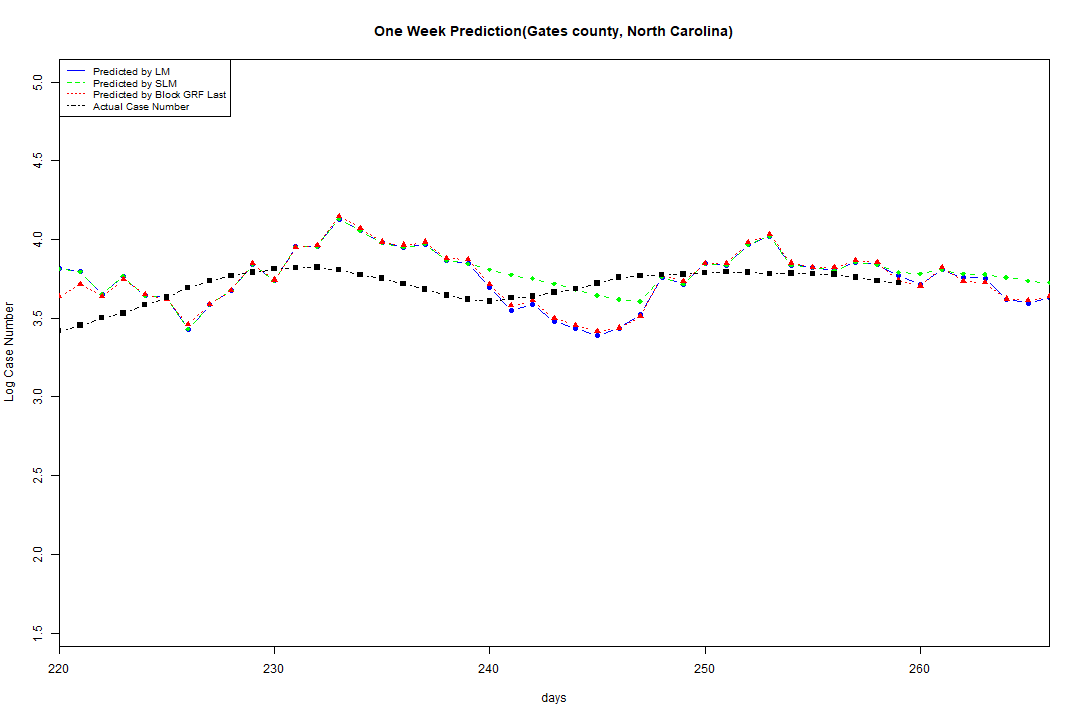 One Week Prediction(Gates county, North Carolina)
Predicted by LM
Predicted by SLM
Predicted by Block GRF Last
Actual Case Number
5.0
4.5
4.0
3.5
3.0
2.5
2.0
1.5
Log Case Number
220 230 240 250 260
days